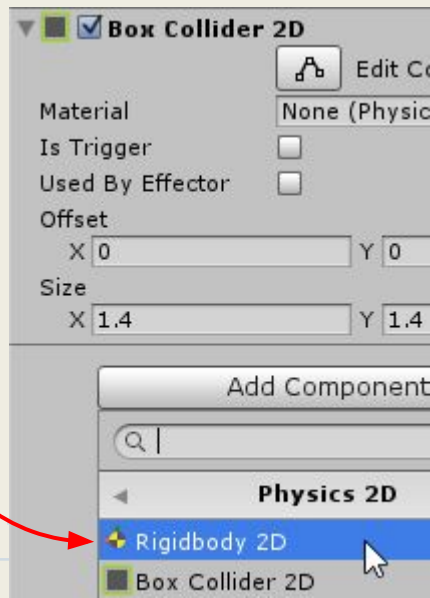 Box Collider 2D
Edit Co
Material None (Physic
Is Trigger
Used By Effector
Offset
X 0 Y 0
Size
X 1.4 Y 1.4
Add Component
Physics 2D
Rigidbody 2D
Box Collider 2D